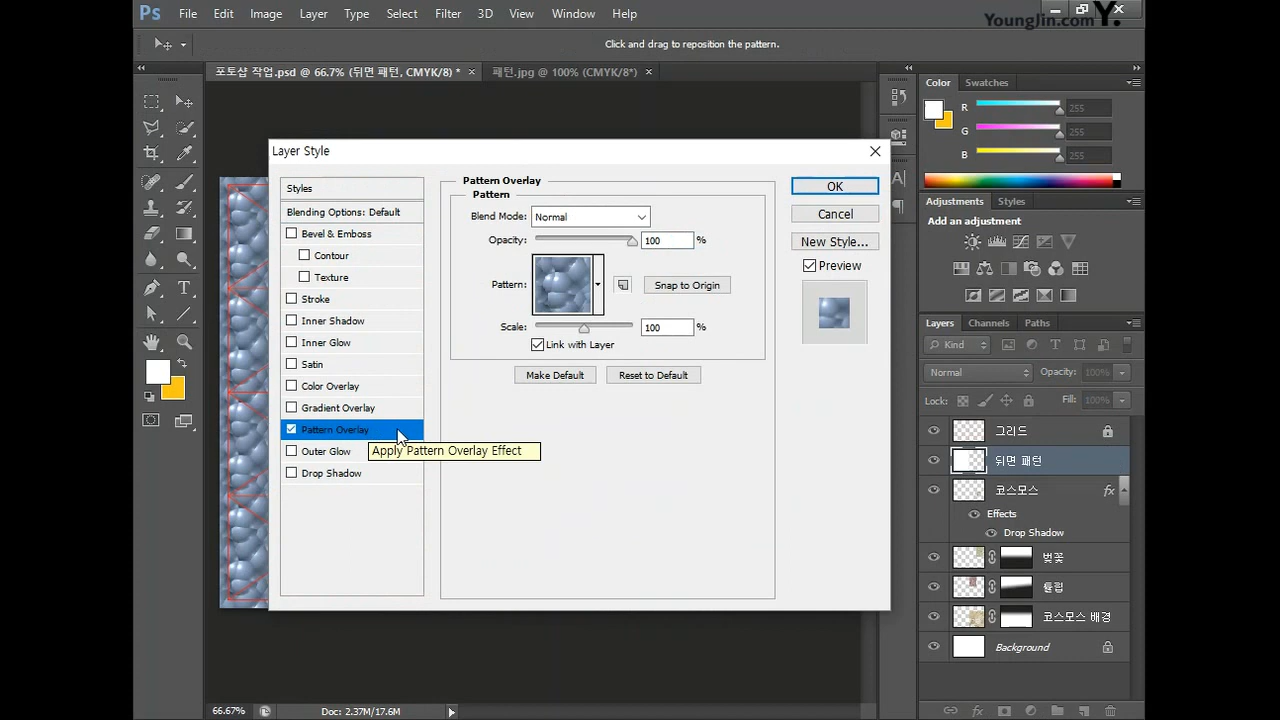 Ps File Edit Image Layer Type Select Filter 3D View Window Help
YoungJin.com Y.
Click and drag to reposition the pattern.
포토샵 작업.psd @ 66.7% (뒤면 패턴, CMYK/8) * × 패턴.jpg @ 100% (CMYK/8*) ×
Color Swatches
R 255
G 255
B 255
Adjustments Styles
Add an adjustment
Layers Channels Paths
Kind
Normal Opacity: 100%
Lock: Fill: 100%
그리드
뒤면 패턴
코스모스 fx
Effects
Drop Shadow
벚꽃
튤립
코스모스 배경
Background
fx
Layer Style
Styles
Blending Options: Default
Bevel & Emboss
Contour
Texture
Stroke
Inner Shadow
Inner Glow
Satin
Color Overlay
Gradient Overlay
Pattern Overlay
Outer Glow
Drop Shadow
Apply Pattern Overlay Effect
Pattern Overlay
Pattern
Blend Mode: Normal
Opacity: 100 %
Pattern: Snap to Origin
Scale: 100 %
Link with Layer
Make Default Reset to Default
OK
Cancel
New Style...
Preview
66.67% Doc: 2.37M/17.6M